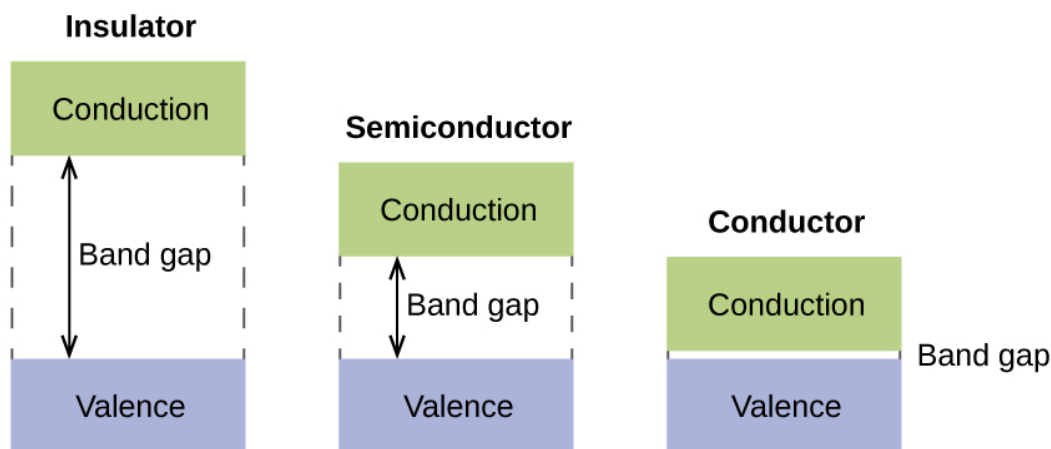 Insulator
Conduction
Band gap
Valence
Semiconductor
Conduction
Band gap
Valence
Conductor
Conduction
Band gap
Valence